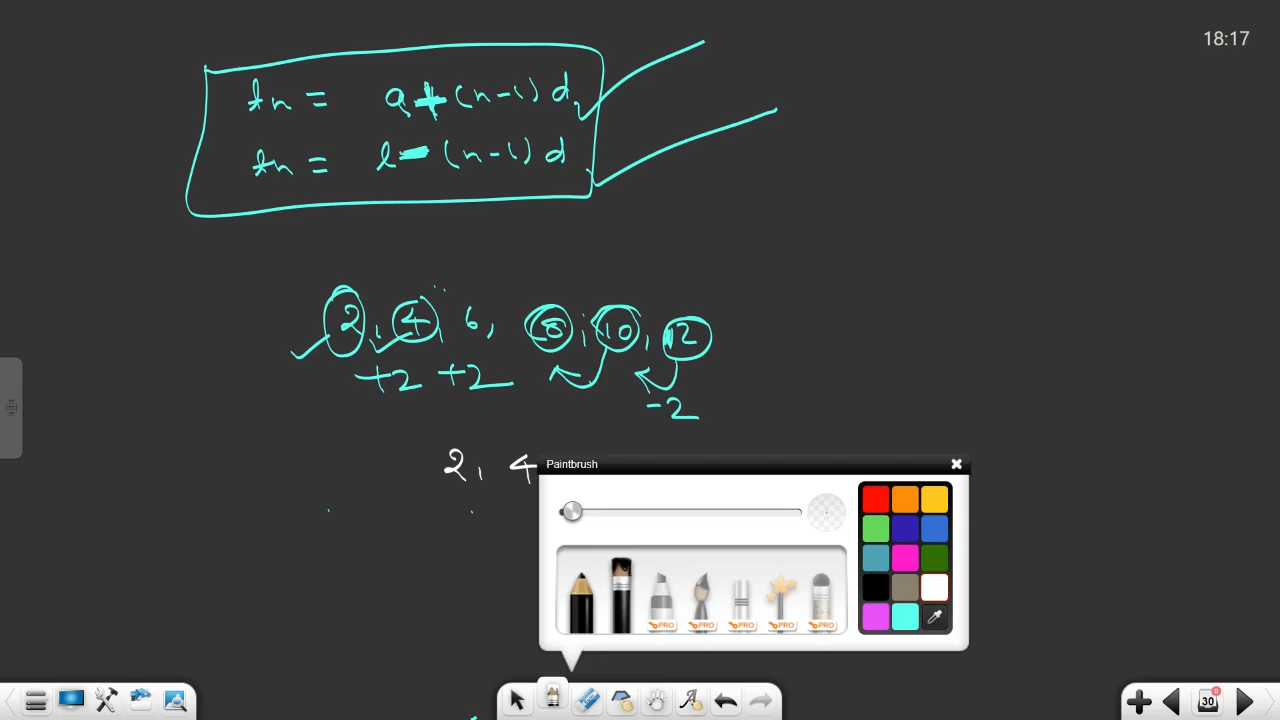 18:17
tn = a + (n-1) d,
tn = l - (n-1) d
2, 4, 6, 8, 10, 12
+2 +2
-2
2, 4
Paintbrush
PRO PRO PRO PRO PRO
30
0